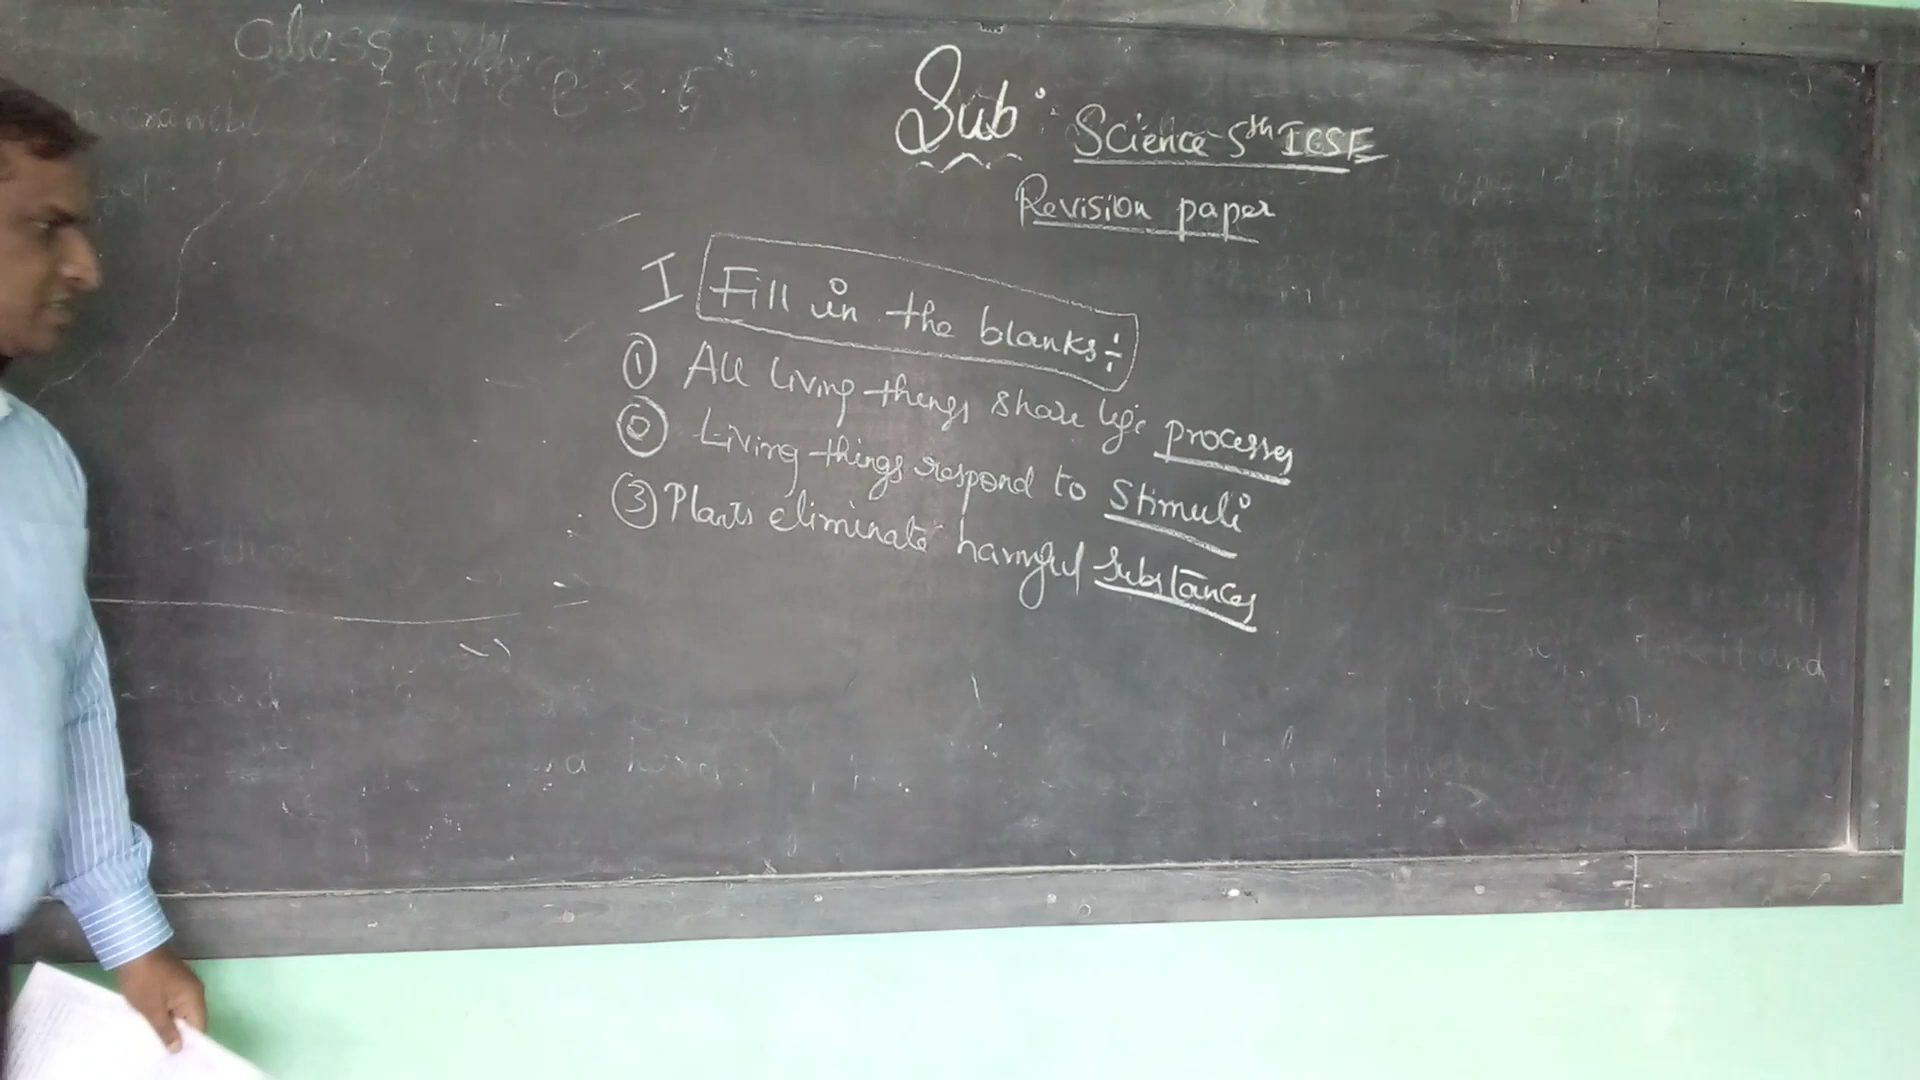 Class
Sub : Science-5th ICSE
Revision paper
I Fill in the blanks:-
① All living things share life processes
② Living things respond to Stimuli
③ Plants eliminate harmful Substances